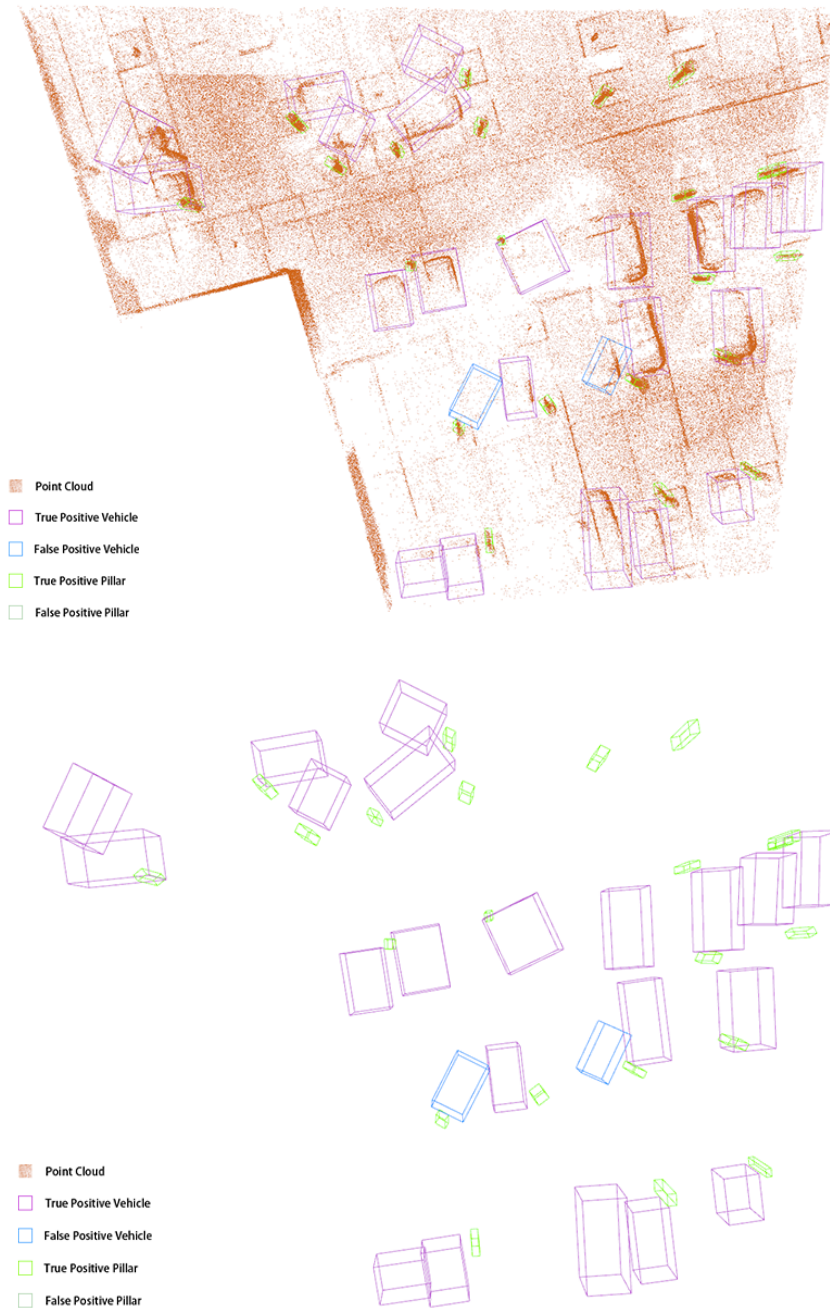 Point Cloud
True Positive Vehicle
False Positive Vehicle
True Positive Pillar
False Positive Pillar
Point Cloud
True Positive Vehicle
False Positive Vehicle
True Positive Pillar
False Positive Pillar